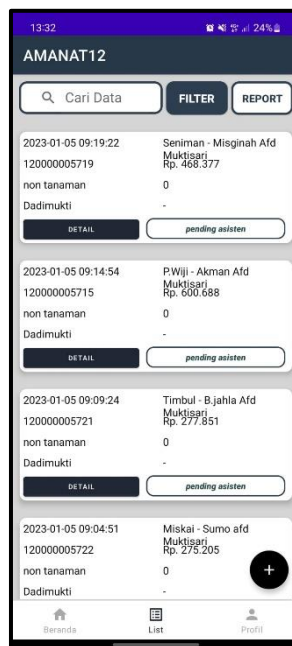 13:32
24%
AMANAT12
Cari Data
FILTER
REPORT
2023-01-05 09:19:22
Seniman - Misginah Afd
Muktisari
120000005719
Rp. 468.377
non tanaman
0
Dadimukti
-
DETAIL
pending asisten
2023-01-05 09:14:54
P.Wiji - Akman Afd
Muktisari
120000005715
Rp. 600.688
non tanaman
0
Dadimukti
-
DETAIL
pending asisten
2023-01-05 09:09:24
Timbul - B.jahla Afd
Muktisari
120000005721
Rp. 277.851
non tanaman
0
Dadimukti
-
DETAIL
pending asisten
2023-01-05 09:04:51
Miskai - Sumo afd
Muktisari
120000005722
Rp. 275.205
non tanaman
0
Dadimukti
-
+
Beranda
List
Profil